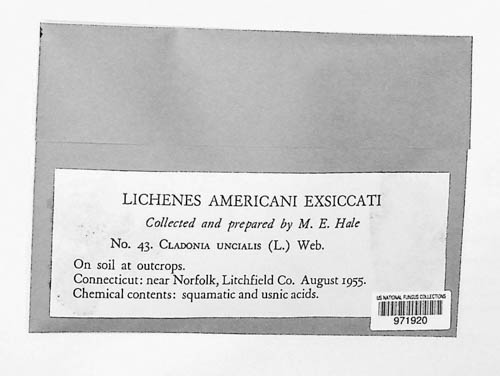 LICHENES AMERICANI EXSICCATI
Collected and prepared by M. E. Hale
No. 43. CLADONIA UNCIALIS (L.) Web.
On soil at outcrops.
Connecticut: near Norfolk, Litchfield Co. August 1955.
Chemical contents: squamatic and usnic acids.
US NATIONAL FUNGUS COLLECTIONS
971920